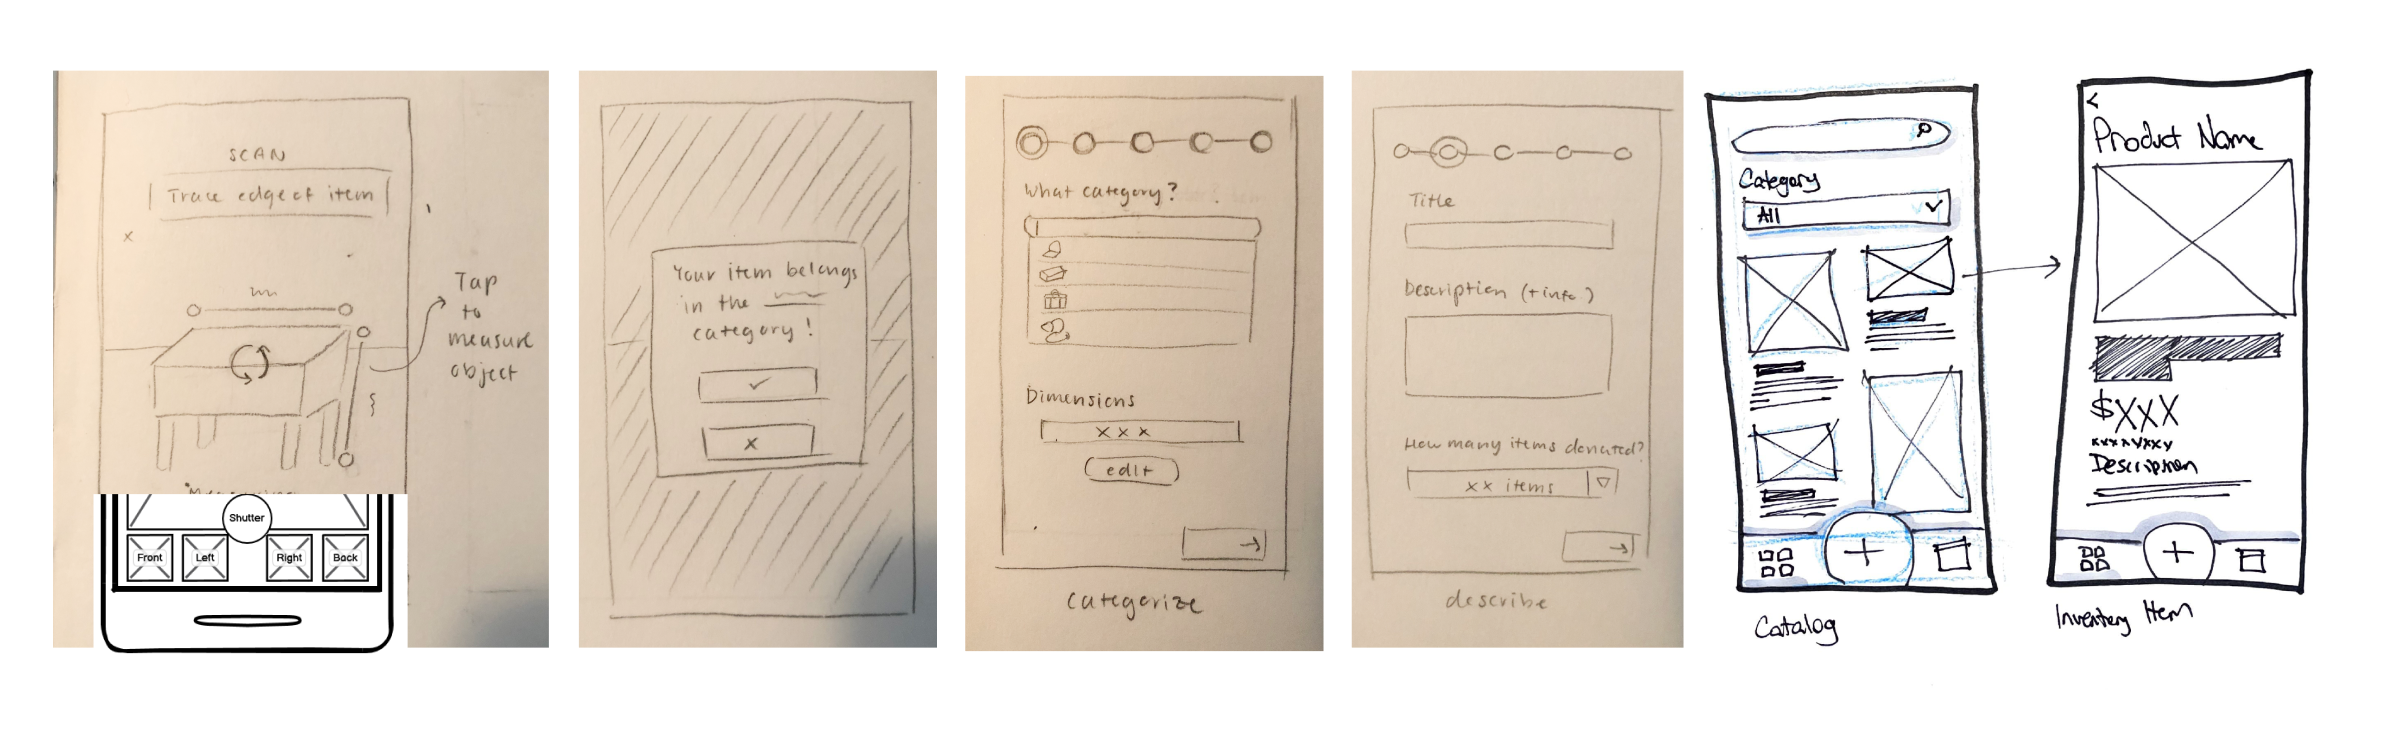 SCAN
Trace edge of item
x
Tap
to
measure
object
Shutter
Front
Left
Right
Back
Your item belongs
in the
category!
✓
x
What category?
Dimensions
x x x
edit
→
categorize
Title
Description (+ info.)
How many items donated?
xx items
→
describe
Category
All
+
Catalog
<
Product Name
$XXX
Description
+
Inventory Item